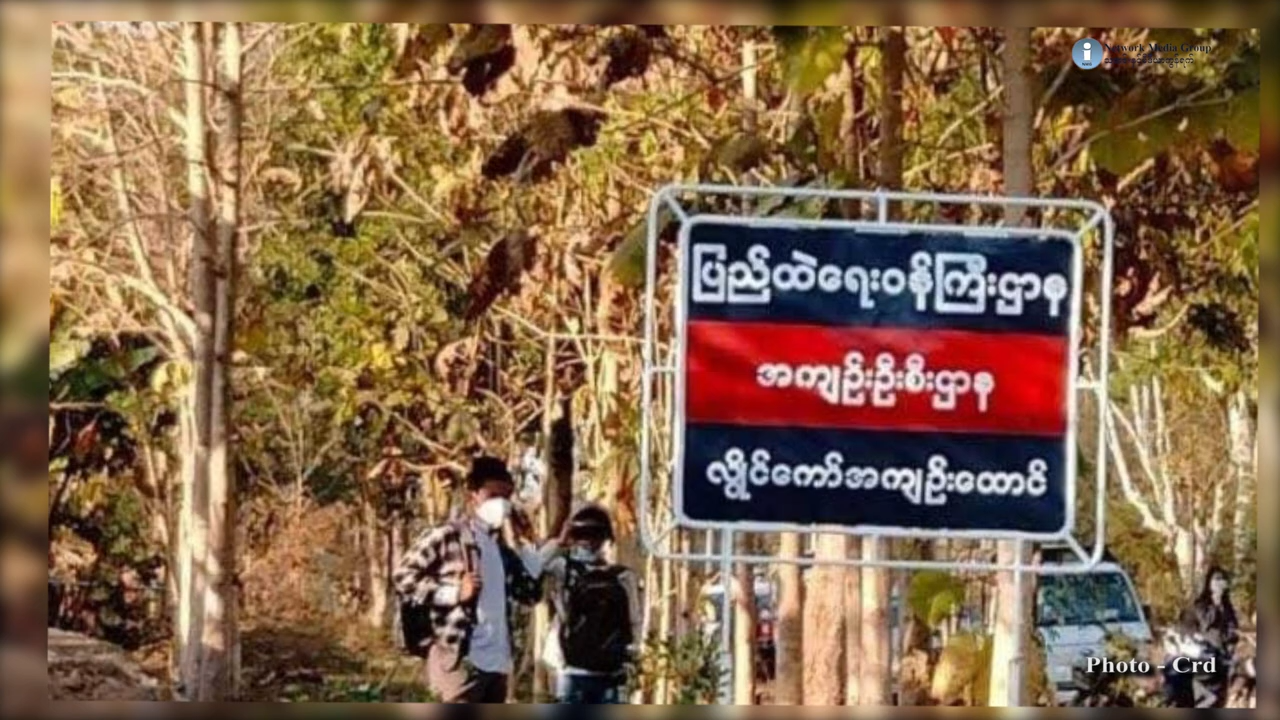 Network Media Group
ပြည်ထဲရေးဝန်ကြီးဌာန
အကျဉ်းဦးစီးဌာန
လွိုင်ကော်အကျဉ်းထောင်
Photo - Crd